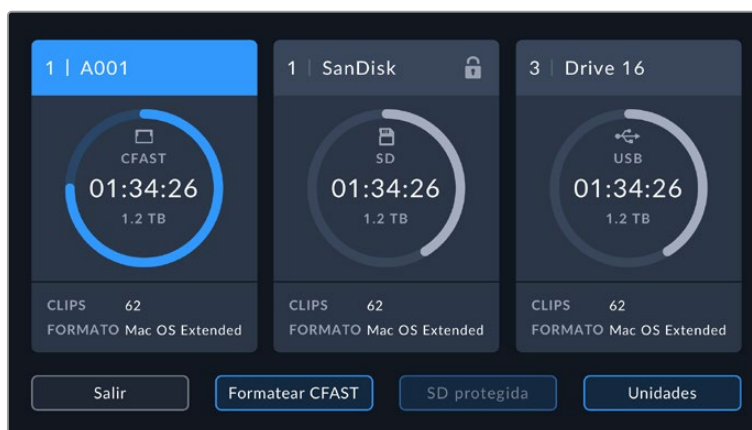 1 | A001
CFAST
01:34:26
1.2 TB
CLIPS 62
FORMATO Mac OS Extended
1 | SanDisk
SD
01:34:26
1.2 TB
CLIPS 62
FORMATO Mac OS Extended
3 | Drive 16
USB
01:34:26
1.2 TB
CLIPS 62
FORMATO Mac OS Extended
Salir
Formatear CFAST
SD protegida
Unidades